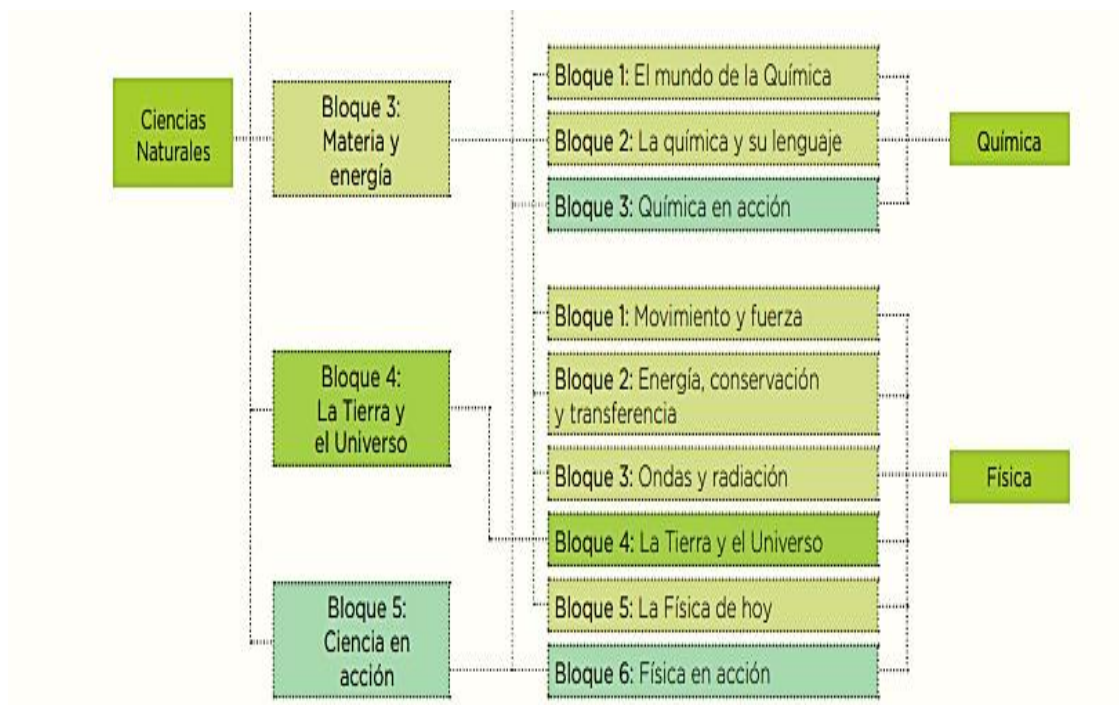 Ciencias
Naturales
Bloque 3:
Materia y
energía
Bloque 4:
La Tierra y
el Universo
Bloque 5:
Ciencia en
acción
Bloque 1: El mundo de la Química
Bloque 2: La química y su lenguaje
Bloque 3: Química en acción
Química
Bloque 1: Movimiento y fuerza
Bloque 2: Energía, conservación
y transferencia
Bloque 3: Ondas y radiación
Bloque 4: La Tierra y el Universo
Bloque 5: La Física de hoy
Bloque 6: Física en acción
Física